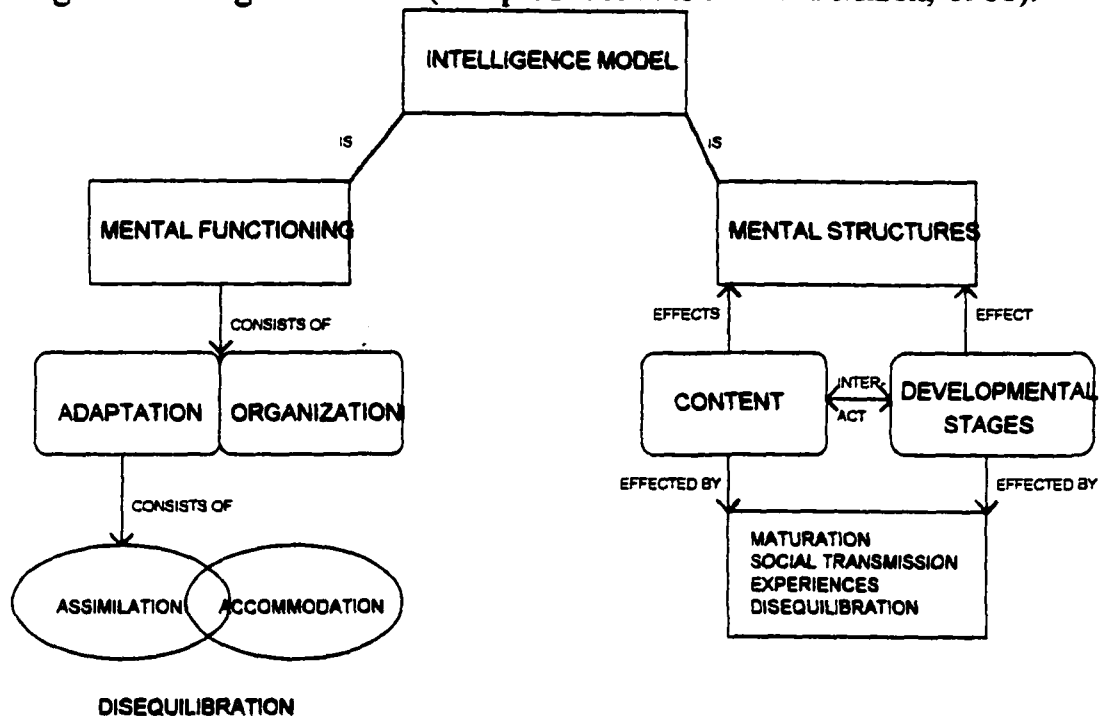 INTELLIGENCE MODEL
IS
IS
MENTAL FUNCTIONING
MENTAL STRUCTURES
CONSISTS OF
EFFECTS
EFFECT
ADAPTATION
ORGANIZATION
CONTENT
INTER
ACT
DEVELOPMENTAL
STAGES
CONSISTS OF
EFFECTED BY
EFFECTED BY
MATURATION
SOCIAL TRANSMISSION
EXPERIENCES
DISEQUILIBRATION
ASSIMILATION
ACCOMMODATION
DISEQUILIBRATION